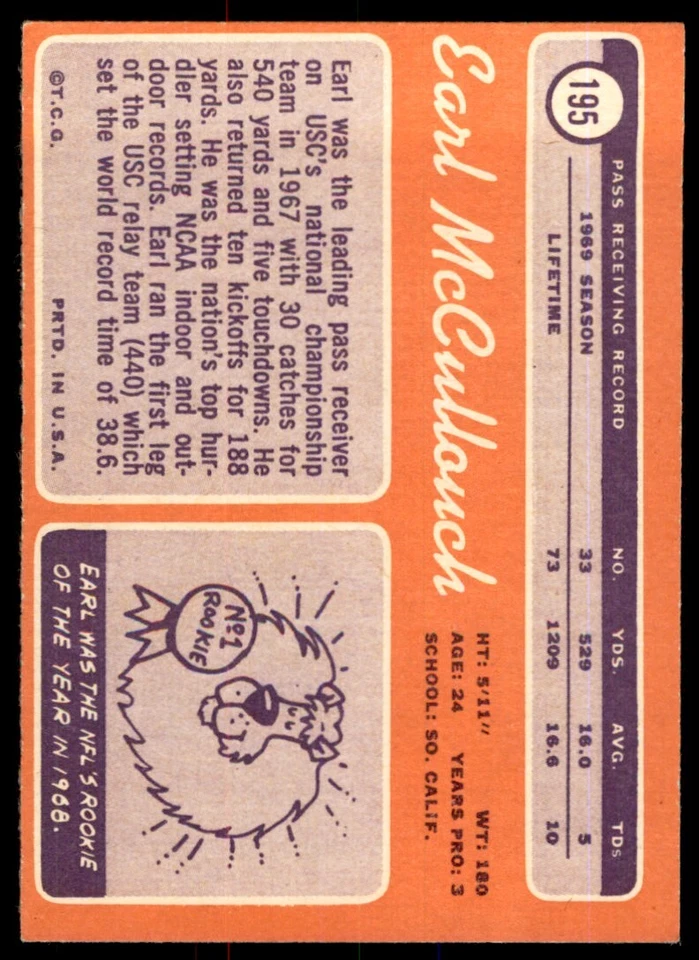 195
PASS RECEIVING RECORD NO. YDS. AVG. TDs
1969 SEASON 33 529 16.0 5
LIFETIME 73 1209 16.6 10
Earl McCullouch
HT: 5'11" WT: 180
AGE: 24 YEARS PRO: 3
SCHOOL: SO. CALIF.
Earl was the leading pass receiver
on USC's national championship
team in 1967 with 30 catches for
540 yards and five touchdowns. He
also returned ten kickoffs for 188
yards. He was the nation's top hur-
dler setting NCAA indoor and out-
door records. Earl ran the first leg
of the USC relay team (440) which
set the world record time of 38.6.
©T.C.G. PRTD. IN U.S.A.
Nº1
ROOKIE
EARL WAS THE NFL'S ROOKIE
OF THE YEAR IN 1968.